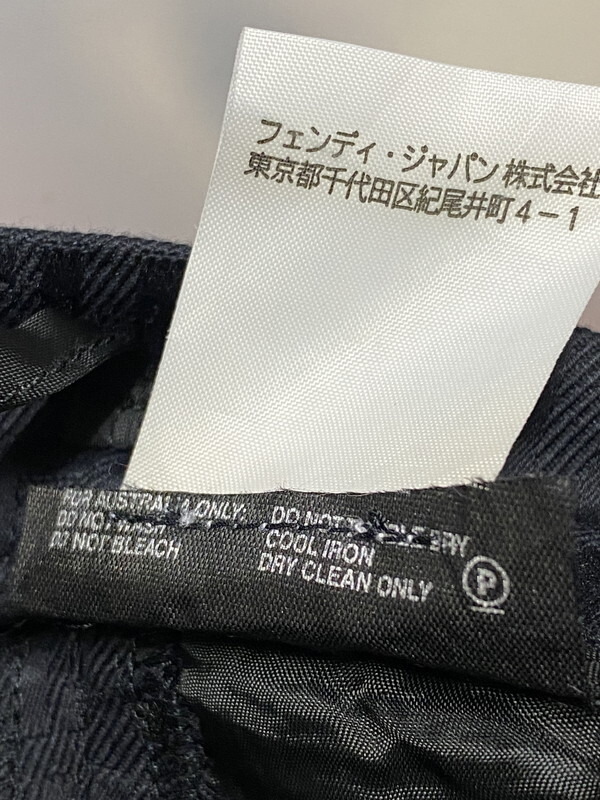 フェンディ・ジャパン株式会社
東京都千代田区紀尾井町4-1
FOR AUSTRALIA ONLY:
DO NOT
DO NOT BLEACH
DO NOT TUMBLE DRY
COOL IRON
DRY CLEAN ONLY
P